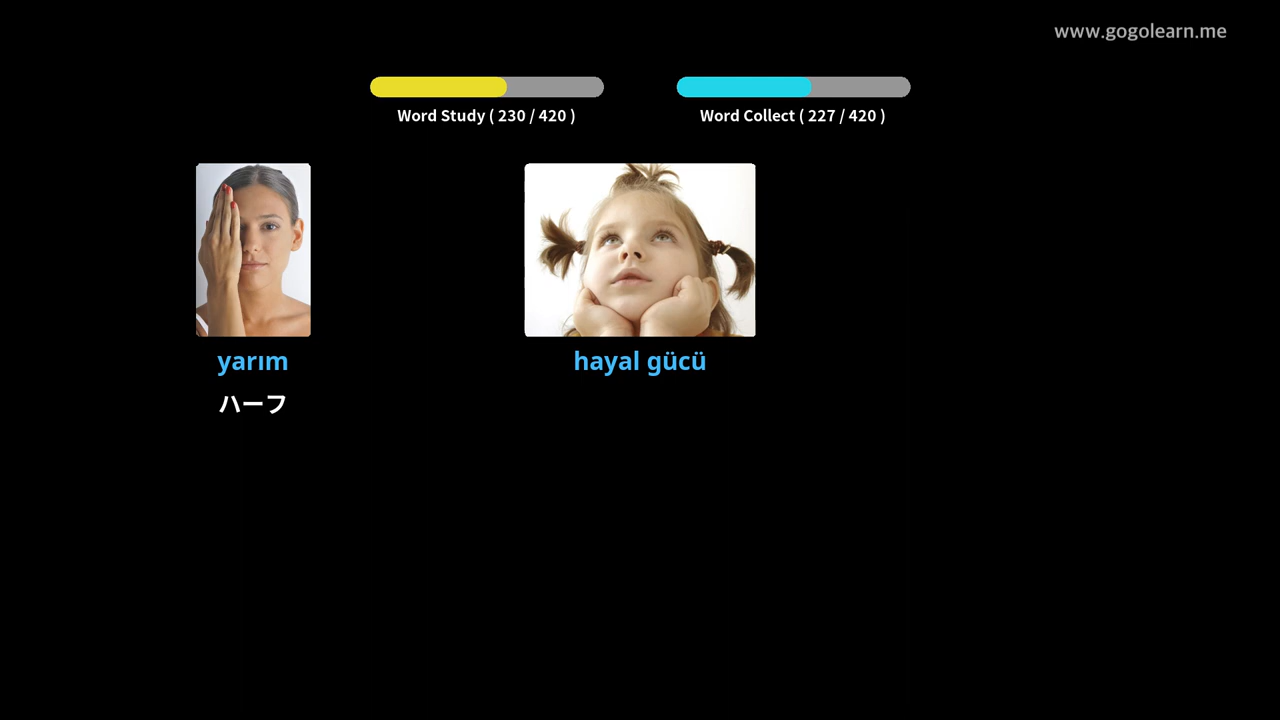 www.gogolearn.me
Word Study ( 230 / 420 )
Word Collect ( 227 / 420 )
yarım
hayal gücü
ハーフ